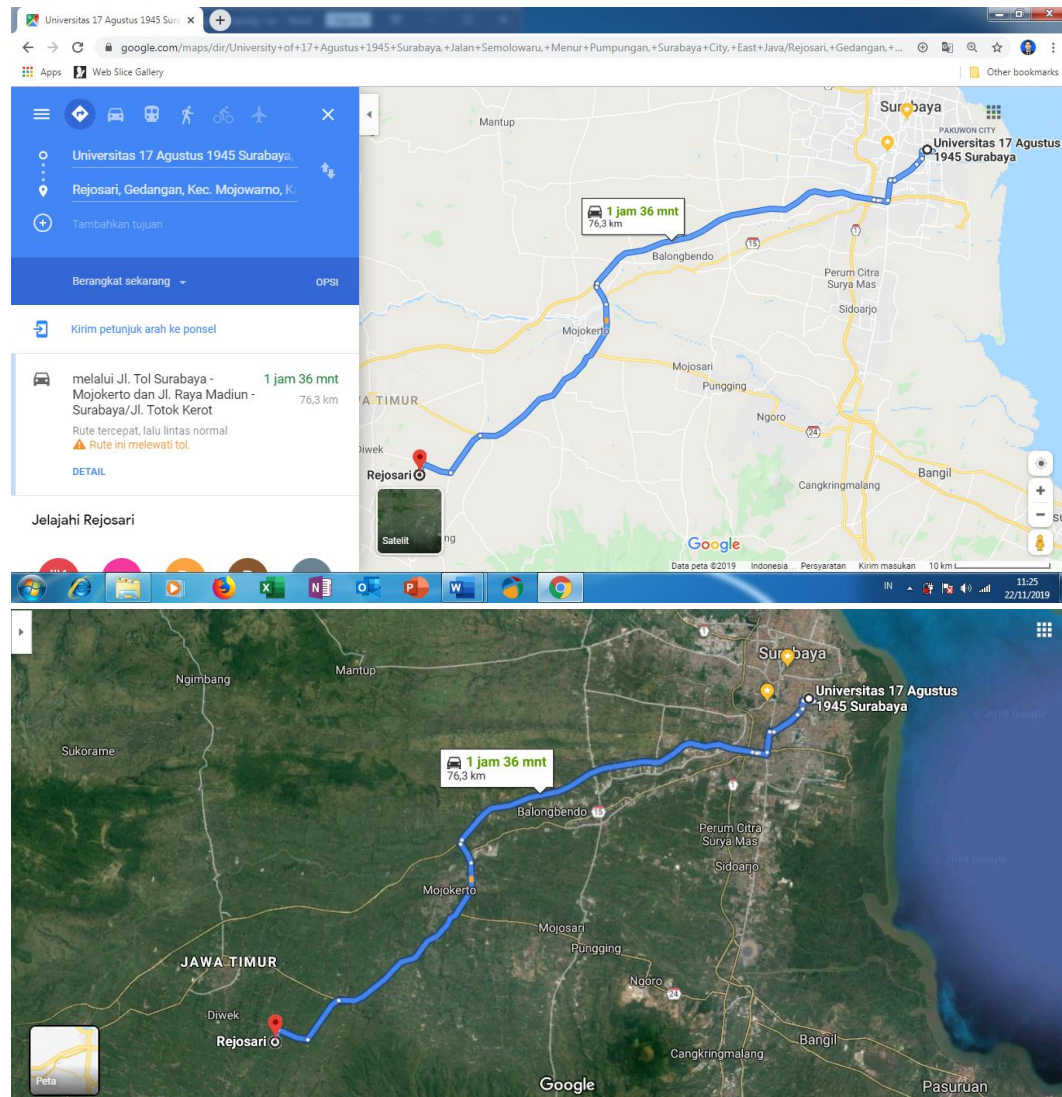 Universitas 17 Agustus 1945 Sura
google.com/maps/dir/University+of+17+Agustus+1945+Surabaya,+Jalan+Semolowaru,+Menur+Pumpungan,+Surabaya+City,+East+Java/Rejosari,+Gedangan,+...
Apps
Web Slice Gallery
Other bookmarks
Universitas 17 Agustus 1945 Surabaya,
Rejosari, Gedangan, Kec. Mojowarno, K
Tambahkan tujuan
Berangkat sekarang
OPSI
Kirim petunjuk arah ke ponsel
melalui Jl. Tol Surabaya -
Mojokerto dan Jl. Raya Madiun -
Surabaya/Jl. Totok Kerot
1 jam 36 mnt
76,3 km
Rute tercepat, lalu lintas normal
Rute ini melewati tol.
DETAIL
Jelajahi Rejosari
Mantup
Surabaya
PAKUWON CITY
Universitas 17 Agustus
1945 Surabaya
1 jam 36 mnt
76,3 km
15
1
Balongbendo
Perum Citra
Surya Mas
Sidoarjo
Mojokerto
Mojosari
Pungging
A TIMUR
Ngoro
24
Diwek
Rejosari
Bangil
Cangkringmalang
Satelit
ng
Google
Data peta ©2019
Indonesia
Persyaratan
Kirim masukan
10 km
IN
11:25
22/11/2019
1
Surabaya
Ngimbang
Mantup
Universitas 17 Agustus
1945 Surabaya
© 2019 Google
Sukorame
1 jam 36 mnt
76,3 km
1
Balongbendo
15
Perum Citra
Surya Mas
Sidoarjo
© 2019 Google
Mojokerto
Mojosari
Pungging
JAWA TIMUR
Ngoro
24
Diwek
Rejosari
Bangil
Cangkringmalang
Peta
Google
Pasuruan